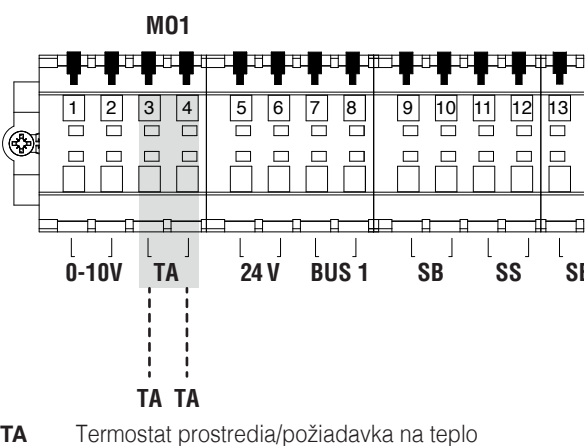 M01
1 2 3 4 5 6 7 8 9 10 11 12 13
0-10V TA 24 V BUS 1 SB SS
TA TA
TA Termostat prostredia/požiadavka na teplo